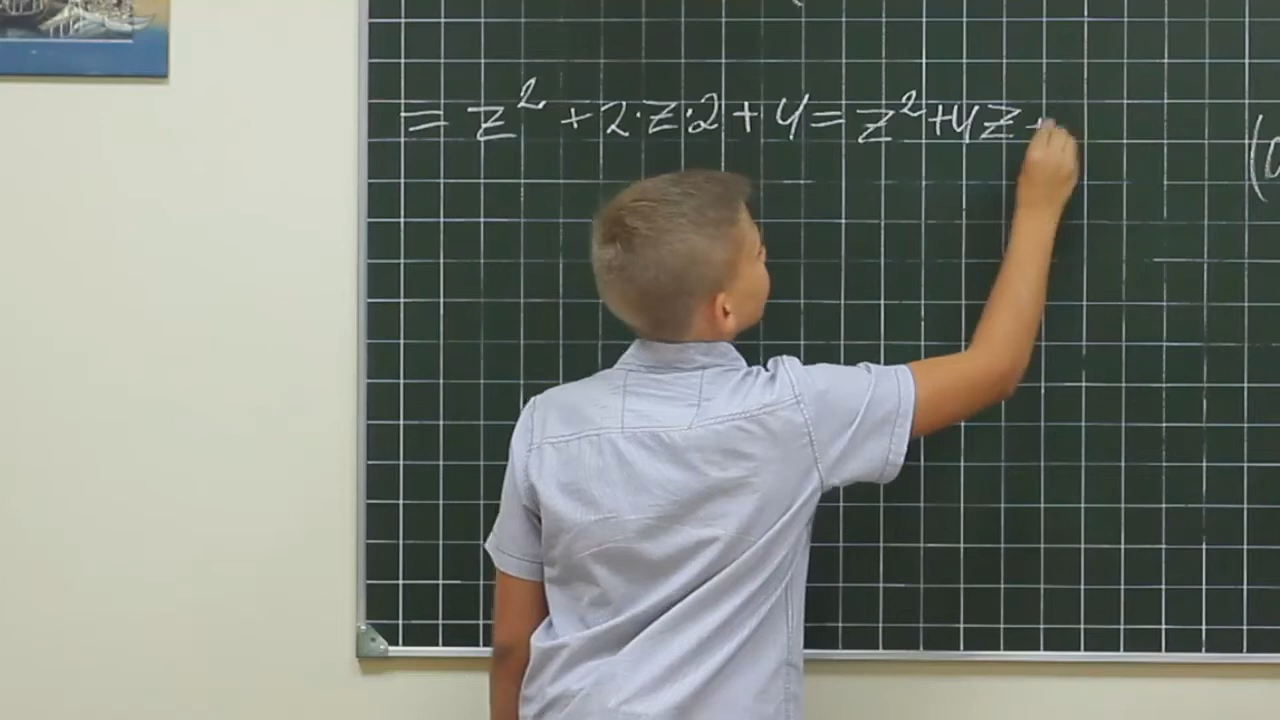 = z² + 2·z·2 + 4 = z² + 4z +
(